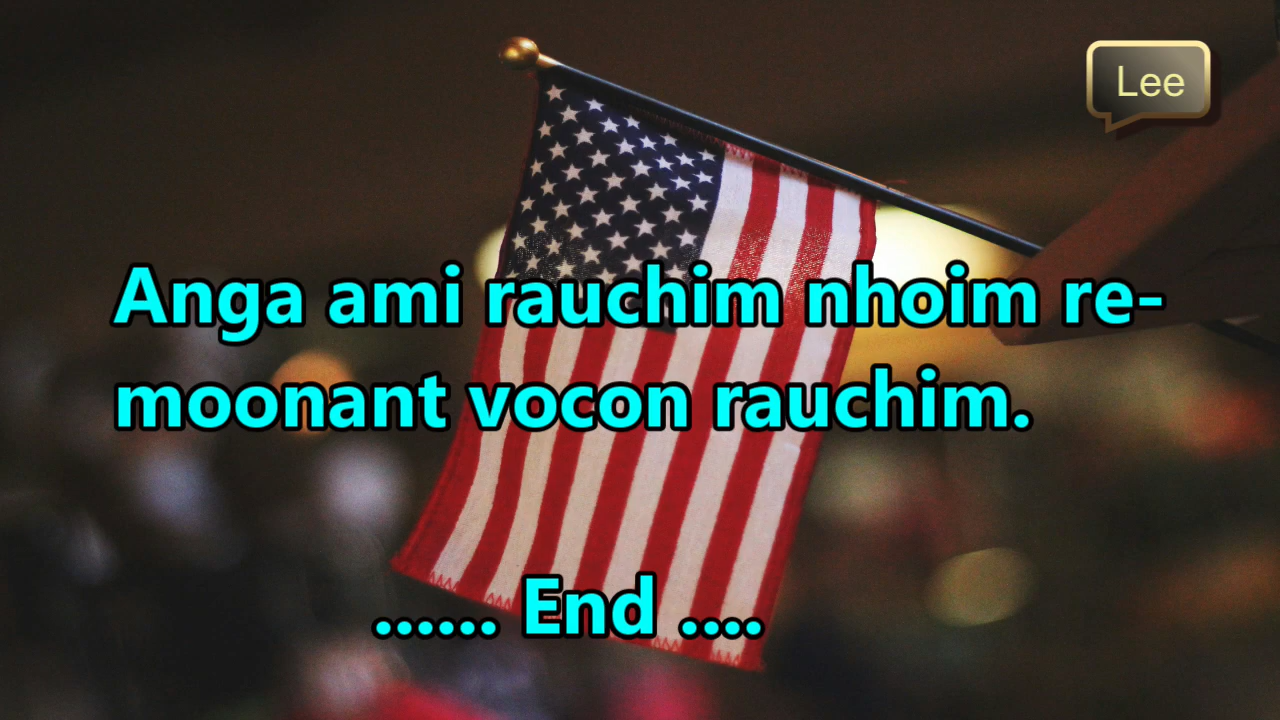 Lee
Anga ami rauchim nhoim re-
moonant vocon rauchim.
...... End ....